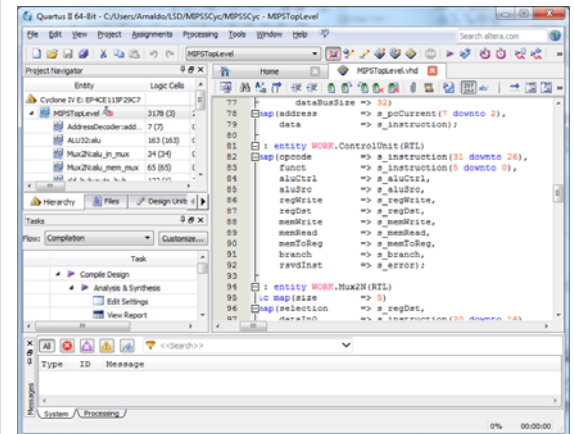 Quartus II 64-Bit - C:/Users/Arnaldo/LSD/MIPSSCyc/MIPSSCyc - MIPSTopLevel
File Edit View Project Assignments Processing Tools Window Help
Search altera.com
MIPSTopLevel
Project Navigator
Entity Logic Cells
Cyclone IV E: EP4CE115F29C7
MIPSTopLevel 3178 (3)
AddressDecoder:add... 7 (7)
ALU32:alu 163 (163)
Mux2N:alu_in_mux 34 (34)
Mux2N:alu_mem_mux 65 (65)
Hierarchy Files Design Units
Tasks
Flow: Compilation Customize...
Task
Compile Design
Analysis & Synthesis
Edit Settings
View Report
Home MIPSTopLevel.vhd
77 dataBusSize => 32)
78 map(address => s_pcCurrent(7 downto 2),
79 data => s_instruction);
80
81 : entity WORK.ControlUnit(RTL)
82 map(opcode => s_instruction(31 downto 26),
83 funct => s_instruction(5 downto 0),
84 aluCtrl => s_aluCtrl,
85 aluSrc => s_aluSrc,
86 regWrite => s_regWrite,
87 regDst => s_regDst,
88 memWrite => s_memWrite,
89 memRead => s_memRead,
90 memToReg => s_memToReg,
91 branch => s_branch,
92 rsvdInst => s_error);
93
94 : entity WORK.Mux2N(RTL)
95 ic map(size => 5)
96 map(selection => s_regDst,
97 dataIn0 => s_instruction(20 downto 16)
All <<Search>>
Type ID Message
Messages
System Processing
0% 00:00:00